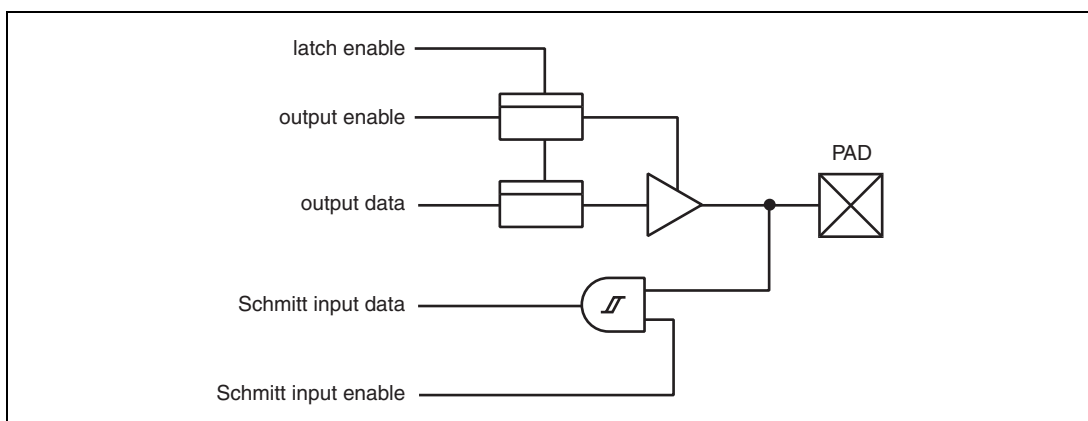 latch enable
output enable
PAD
output data
Schmitt input data
Schmitt input enable